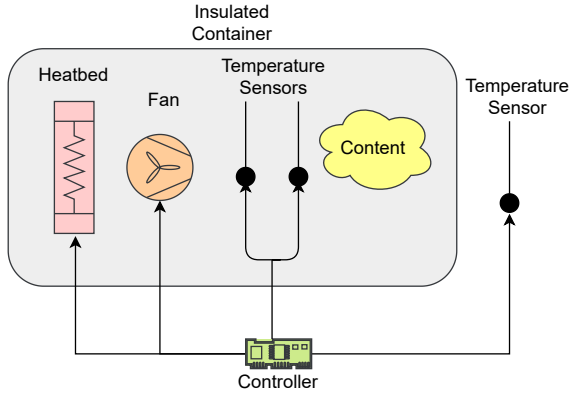 Insulated
Container
Heatbed
Fan
Temperature
Sensors
Content
Temperature
Sensor
Controller